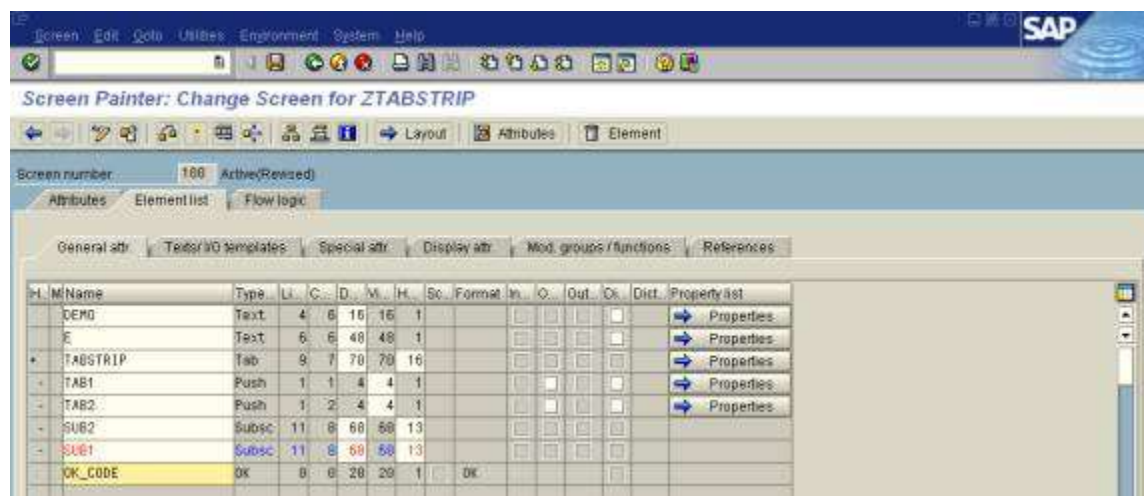 Screen Edit Goto Utilities Environment System Help
SAP
Screen Painter: Change Screen for ZTABSTRIP
Layout Attributes Element
Screen number 100 Active(Revised)
Attributes Element list Flow logic
General attr. Texts/ I/O templates Special attr. Display attr. Mod. groups / functions References
H.. M Name Type.. Li.. C.. D.. Vi.. H.. Sc.. Format In.. O.. Out.. Di.. Dict.. Property list
DEMO Text 4 6 16 16 1 Properties
E Text 6 6 48 48 1 Properties
+ TABSTRIP Tab 9 7 70 70 16 Properties
- TAB1 Push 1 1 4 4 1 Properties
- TAB2 Push 1 2 4 4 1 Properties
- SUB2 Subsc 11 8 60 60 13
- SUB1 Subsc 11 8 60 60 13
OK_CODE OK 0 0 20 20 1 OK